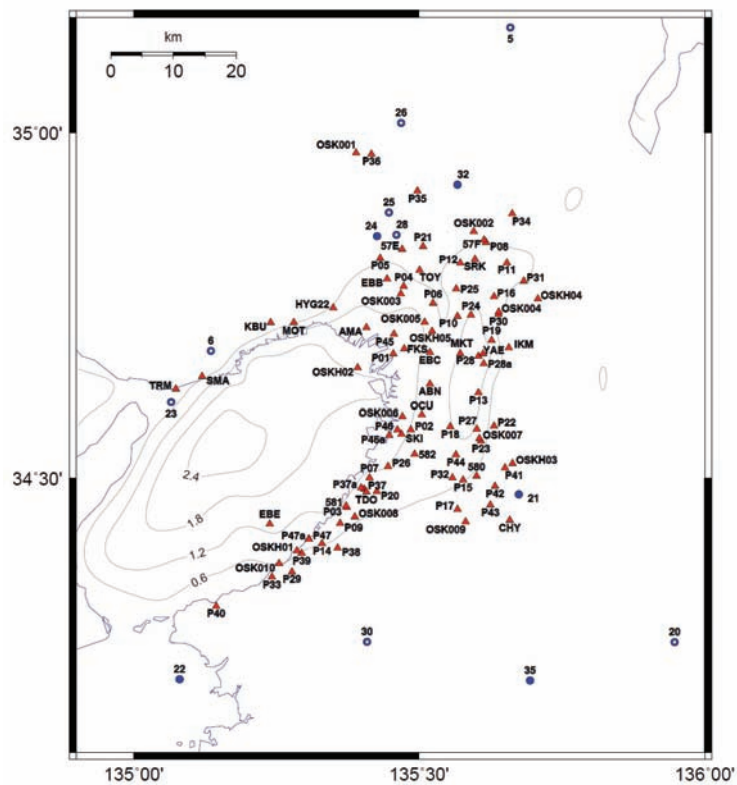 km
0 10 20
5
35°00'
26
OSK001
P36
32
P35
25
P34
24
28
OSK002
57E
P21
57F
P08
P05
TOY
P12
SRK
P11
EBB
P04
P31
OSK003
P06
P25
P16
OSKH04
HYG22
P24
OSK004
KBU
MOT
AMA
OSK005
P10
P30
P45
OSKH05
P19
6
P01
FKS
MKT
YAE
IKM
EBC
P28
P28a
OSKH02
TRM
SMA
ABN
P13
23
OCU
OSK006
P46
P02
P27
P22
P46a
SKI
P18
OSK007
P23
2.4
582
P44
OSKH03
34°30'
P07
P26
580
P41
P37a
P37
P32
P15
TDO
P20
P42
21
581
P03
OSK008
P17
P43
1.8
EBE
P09
OSK009
CHY
P47a
P47
1.2
OSKH01
P14
P38
P39
OSK010
0.6
P33
P29
P40
30
20
22
35
135°00' 135°30' 136°00'